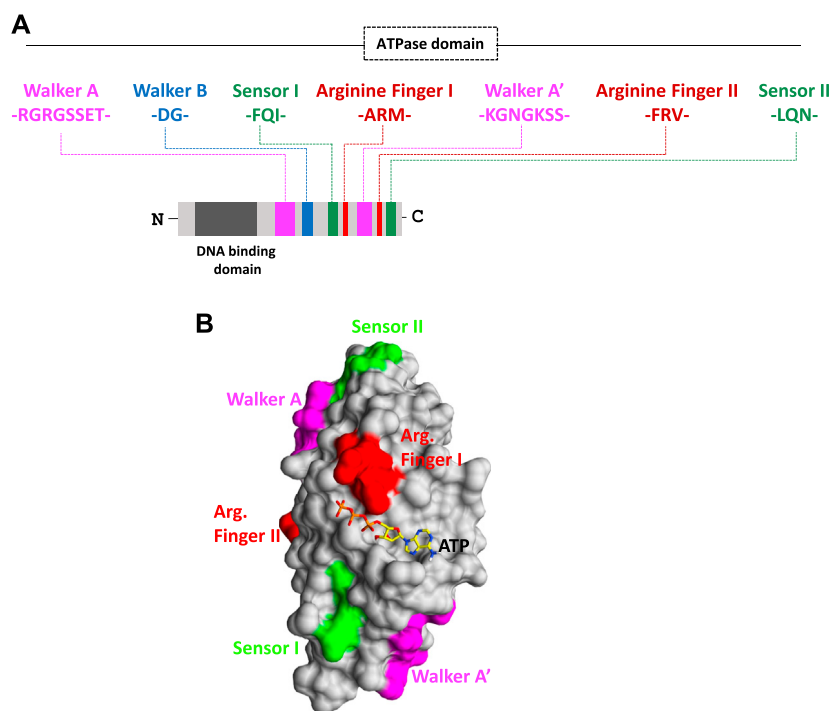 A
ATPase domain
Walker A Walker B Sensor I Arginine Finger I Walker A’ Arginine Finger II Sensor II
-RGRGSSET- -DG- -FQI- -ARM- -KGNGKSS- -FRV- -LQN-
N C
DNA binding
domain
B
Sensor II
Walker A
Arg.
Finger I
Arg.
Finger II
ATP
Sensor I
Walker A’